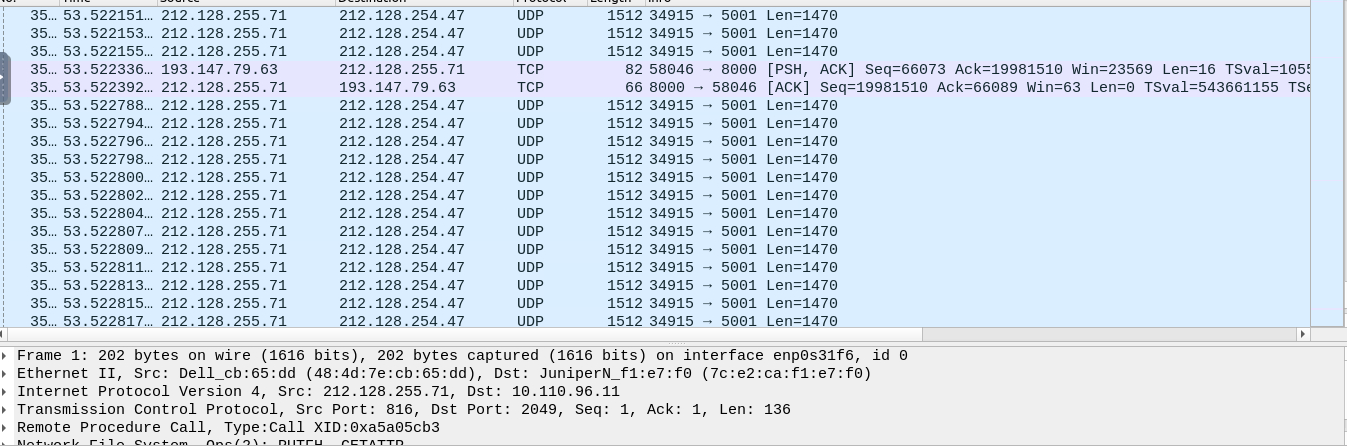 No. Time Source Destination Protocol Length Info
35… 53.522151… 212.128.255.71 212.128.254.47 UDP 1512 34915 → 5001 Len=1470
35… 53.522153… 212.128.255.71 212.128.254.47 UDP 1512 34915 → 5001 Len=1470
35… 53.522155… 212.128.255.71 212.128.254.47 UDP 1512 34915 → 5001 Len=1470
35… 53.522336… 193.147.79.63 212.128.255.71 TCP 82 58046 → 8000 [PSH, ACK] Seq=66073 Ack=19981510 Win=23569 Len=16 TSval=1055
35… 53.522392… 212.128.255.71 193.147.79.63 TCP 66 8000 → 58046 [ACK] Seq=19981510 Ack=66089 Win=63 Len=0 TSval=543661155 TSe
35… 53.522788… 212.128.255.71 212.128.254.47 UDP 1512 34915 → 5001 Len=1470
35… 53.522794… 212.128.255.71 212.128.254.47 UDP 1512 34915 → 5001 Len=1470
35… 53.522796… 212.128.255.71 212.128.254.47 UDP 1512 34915 → 5001 Len=1470
35… 53.522798… 212.128.255.71 212.128.254.47 UDP 1512 34915 → 5001 Len=1470
35… 53.522800… 212.128.255.71 212.128.254.47 UDP 1512 34915 → 5001 Len=1470
35… 53.522802… 212.128.255.71 212.128.254.47 UDP 1512 34915 → 5001 Len=1470
35… 53.522804… 212.128.255.71 212.128.254.47 UDP 1512 34915 → 5001 Len=1470
35… 53.522807… 212.128.255.71 212.128.254.47 UDP 1512 34915 → 5001 Len=1470
35… 53.522809… 212.128.255.71 212.128.254.47 UDP 1512 34915 → 5001 Len=1470
35… 53.522811… 212.128.255.71 212.128.254.47 UDP 1512 34915 → 5001 Len=1470
35… 53.522813… 212.128.255.71 212.128.254.47 UDP 1512 34915 → 5001 Len=1470
35… 53.522815… 212.128.255.71 212.128.254.47 UDP 1512 34915 → 5001 Len=1470
35… 53.522817… 212.128.255.71 212.128.254.47 UDP 1512 34915 → 5001 Len=1470
Frame 1: 202 bytes on wire (1616 bits), 202 bytes captured (1616 bits) on interface enp0s31f6, id 0
Ethernet II, Src: Dell_cb:65:dd (48:4d:7e:cb:65:dd), Dst: JuniperN_f1:e7:f0 (7c:e2:ca:f1:e7:f0)
Internet Protocol Version 4, Src: 212.128.255.71, Dst: 10.110.96.11
Transmission Control Protocol, Src Port: 816, Dst Port: 2049, Seq: 1, Ack: 1, Len: 136
Remote Procedure Call, Type:Call XID:0xa5a05cb3
Network File System, Ops(2): PUTFH, GETATTR